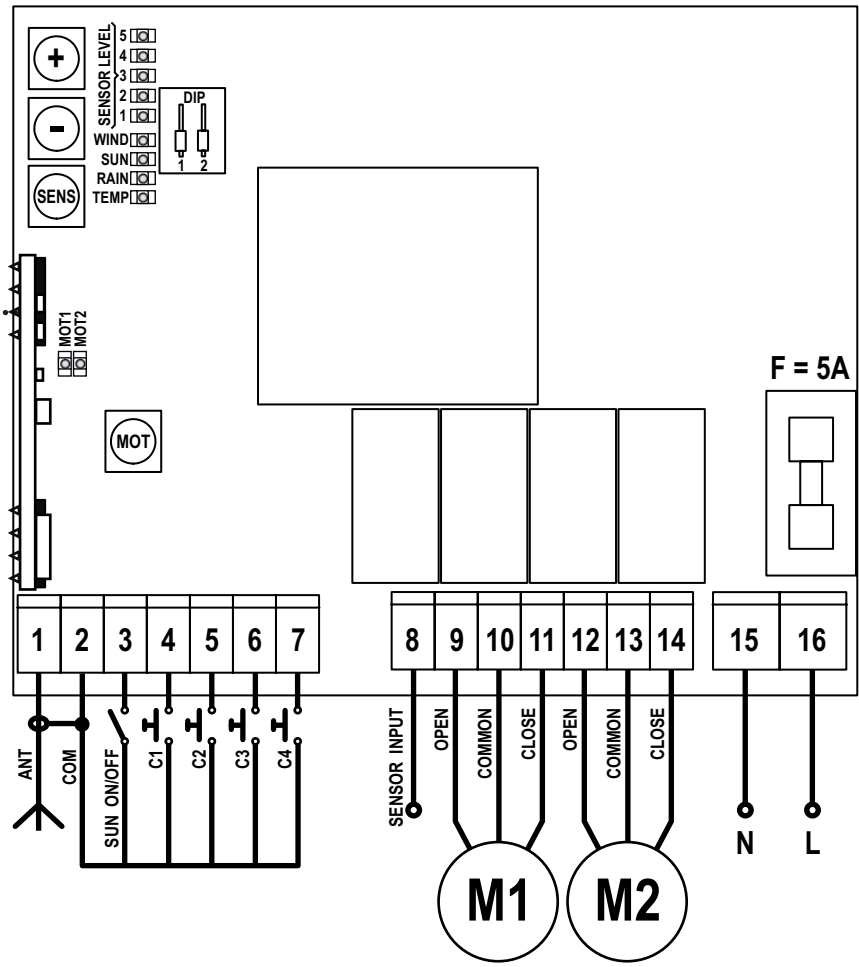 +
-
SENS
SENSOR LEVEL
5
4
3
2
1
WIND
SUN
RAIN
TEMP
DIP
1 2
MOT1
MOT2
MOT
F = 5A
1 2 3 4 5 6 7
8 9 10 11 12 13 14
15 16
ANT
COM
SUN ON/OFF
C1
C2
C3
C4
SENSOR INPUT
OPEN
COMMON
CLOSE
OPEN
COMMON
CLOSE
M1
M2
N
L